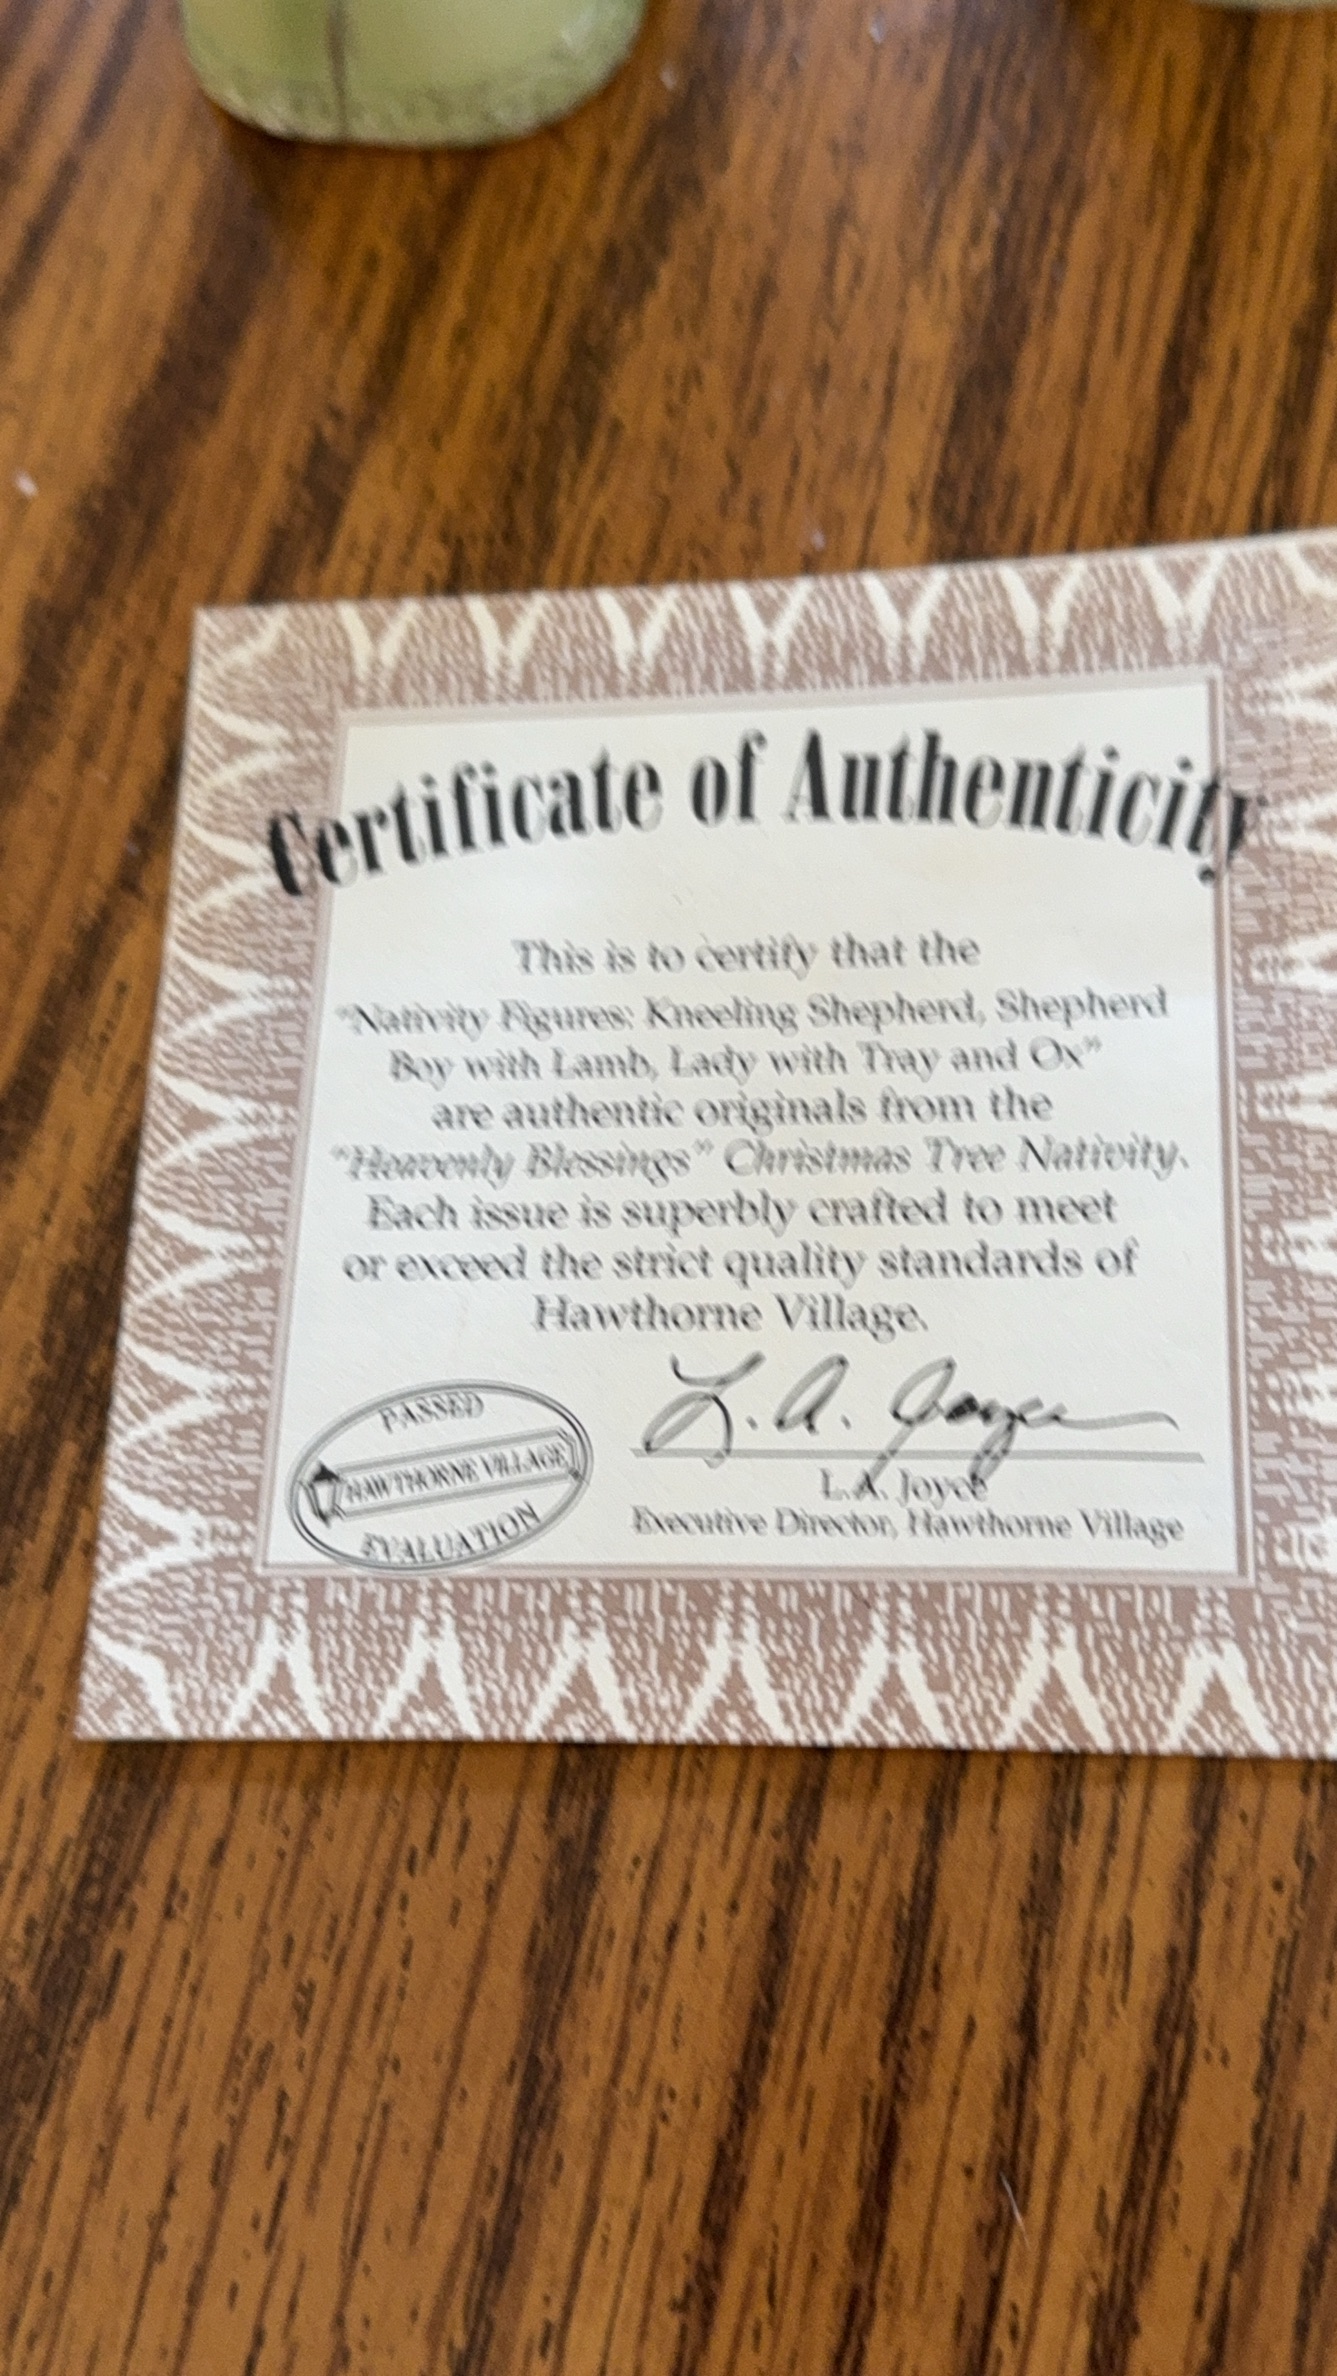 Certificate of Authenticity
This is to certify that the
"Nativity Figures: Kneeling Shepherd, Shepherd
Boy with Lamb, Lady with Tray and Ox"
are authentic originals from the
"Heavenly Blessings" Christmas Tree Nativity.
Each issue is superbly crafted to meet
or exceed the strict quality standards of
Hawthorne Village.
PASSED
HAWTHORNE VILLAGE
EVALUATION
L. A. Joyce
L.A. Joyce
Executive Director, Hawthorne Village